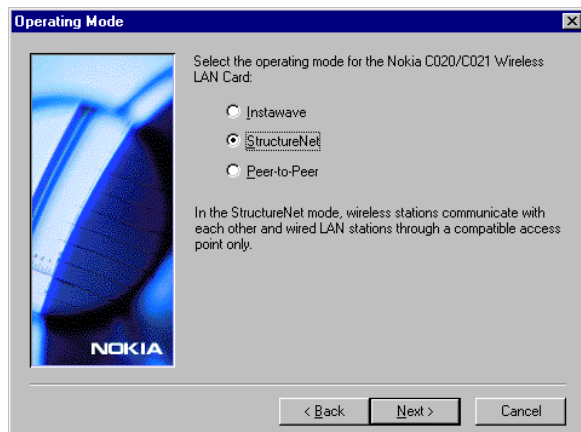 Operating Mode
Select the operating mode for the Nokia C020/C021 Wireless
LAN Card:
Instawave
StructureNet
Peer-to-Peer
In the StructureNet mode, wireless stations communicate with
each other and wired LAN stations through a compatible access
point only.
NOKIA
< Back Next > Cancel